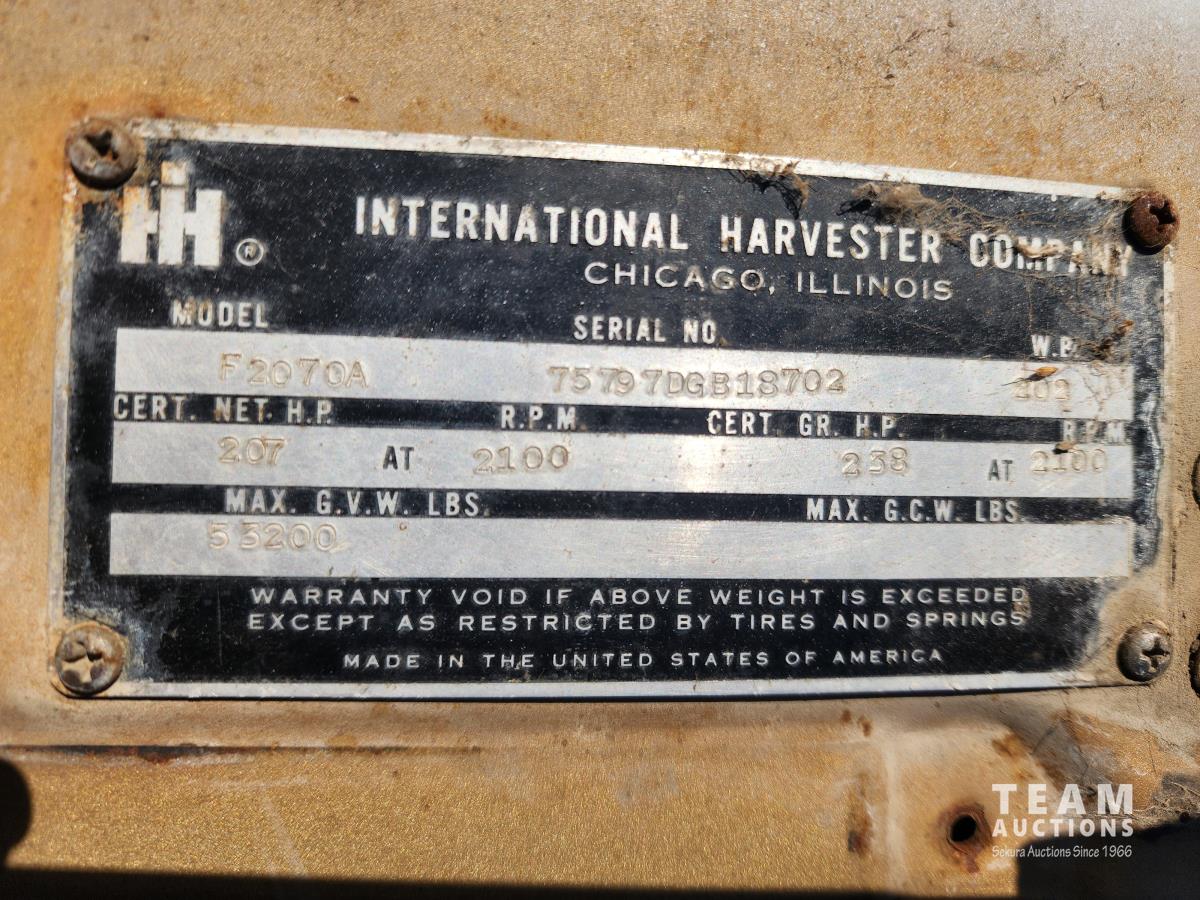 IH ®
INTERNATIONAL HARVESTER COMPANY
CHICAGO, ILLINOIS
MODEL SERIAL NO. W.B.
F2070A 75797DGB18702 202
CERT. NET. H.P. R.P.M. CERT. GR. H.P. R.P.M.
207 AT 2100 238 AT 2100
MAX. G.V.W. LBS. MAX. G.C.W. LBS.
53200
WARRANTY VOID IF ABOVE WEIGHT IS EXCEEDED
EXCEPT AS RESTRICTED BY TIRES AND SPRINGS
MADE IN THE UNITED STATES OF AMERICA
TEAM
AUCTIONS
Sekura Auctions Since 1966